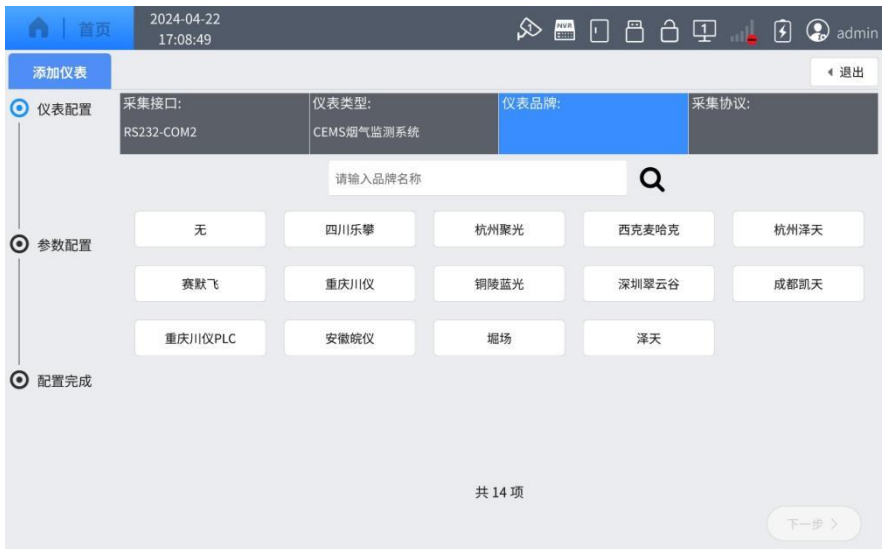 首页
2024-04-22
17:08:49
NVR
1
admin
添加仪表
退出
仪表配置
采集接口:
仪表类型:
仪表品牌:
采集协议:
RS232-COM2
CEMS烟气监测系统
请输入品牌名称
无
四川乐攀
杭州聚光
西克麦哈克
杭州泽天
参数配置
赛默飞
重庆川仪
铜陵蓝光
深圳翠云谷
成都凯天
重庆川仪PLC
安徽皖仪
堀场
泽天
配置完成
共 14 项
下一步